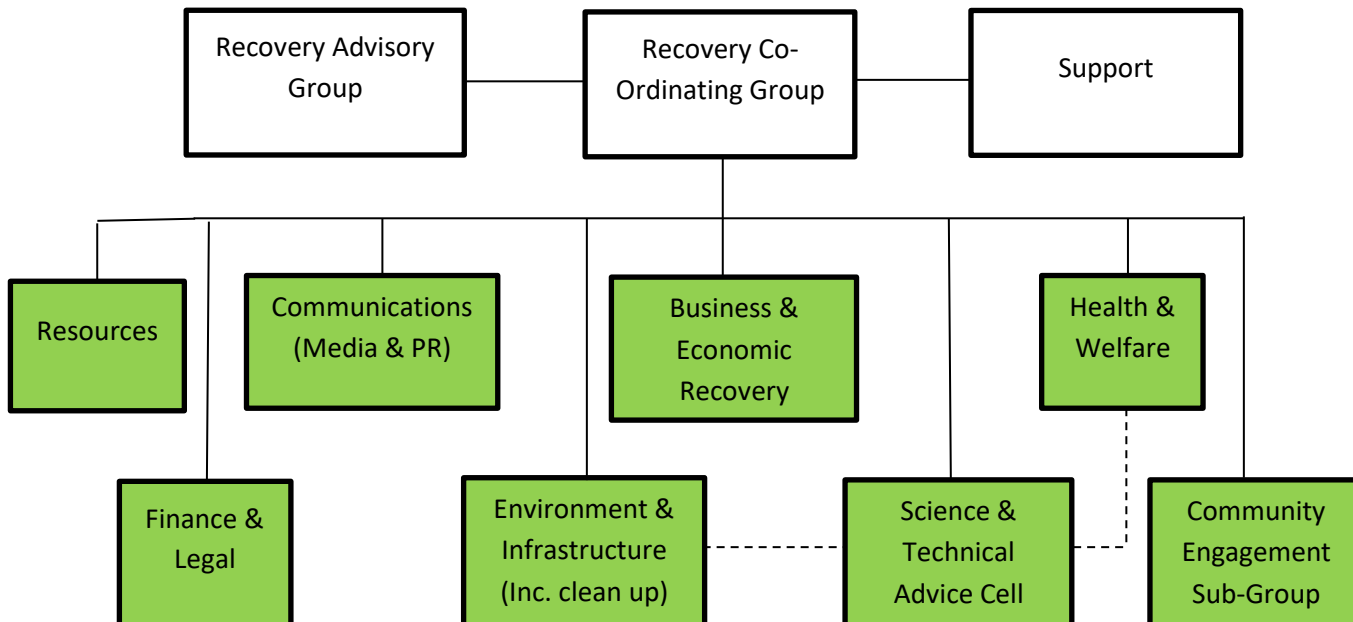 Recovery Advisory
Group
Recovery Co-
Ordinating Group
Support
Resources
Communications
(Media & PR)
Business &
Economic
Recovery
Health &
Welfare
Finance &
Legal
Environment &
Infrastructure
(Inc. clean up)
Science &
Technical
Advice Cell
Community
Engagement
Sub-Group